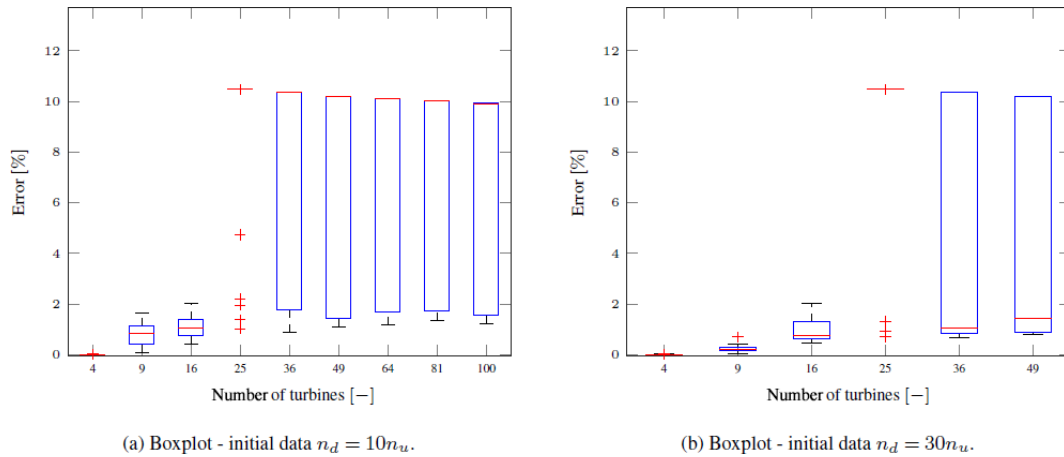 12
10
8
6
4
2
0
Error [%]
4 9 16 25 36 49 64 81 100
Number of turbines [−]
(a) Boxplot - initial data n_d = 10n_u.
12
10
8
6
4
2
0
Error [%]
4 9 16 25 36 49
Number of turbines [−]
(b) Boxplot - initial data n_d = 30n_u.